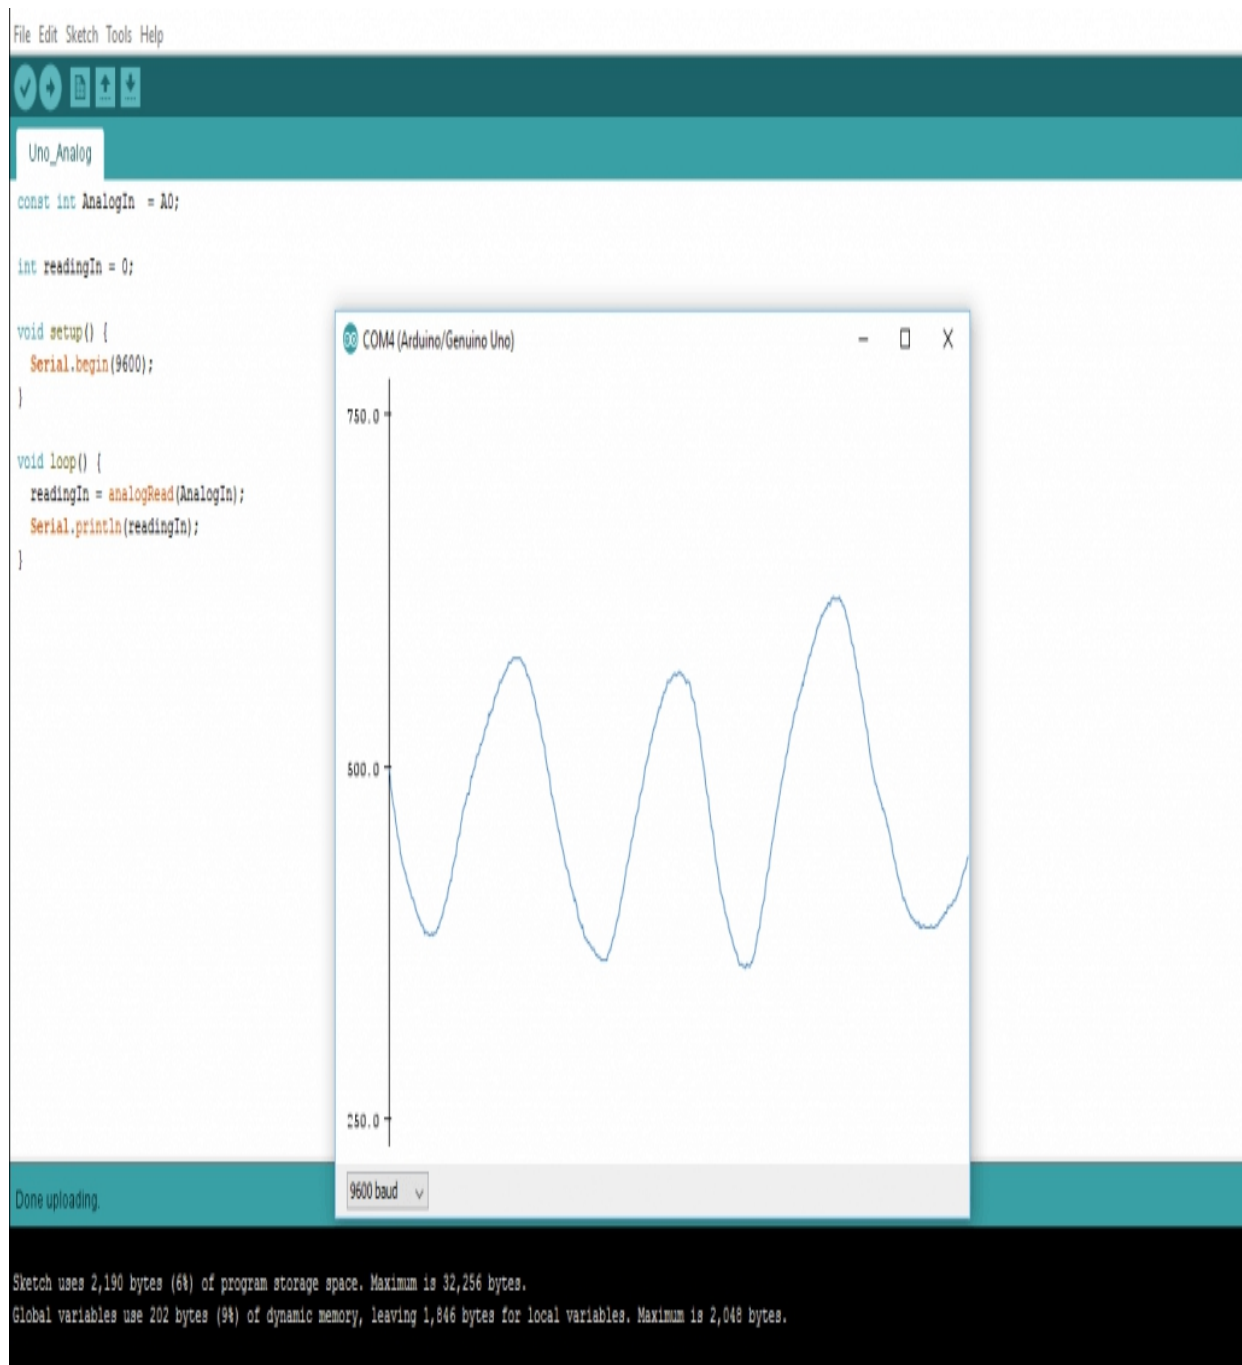 File Edit Sketch Tools Help
Uno_Analog
const int AnalogIn = A0;
int readingIn = 0;
void setup() {
Serial.begin(9600);
}
void loop() {
readingIn = analogRead(AnalogIn);
Serial.println(readingIn);
}
COM4 (Arduino/Genuino Uno)
750.0
500.0
250.0
9600 baud
Done uploading.
Sketch uses 2,190 bytes (6%) of program storage space. Maximum is 32,256 bytes.
Global variables use 202 bytes (9%) of dynamic memory, leaving 1,846 bytes for local variables. Maximum is 2,048 bytes.